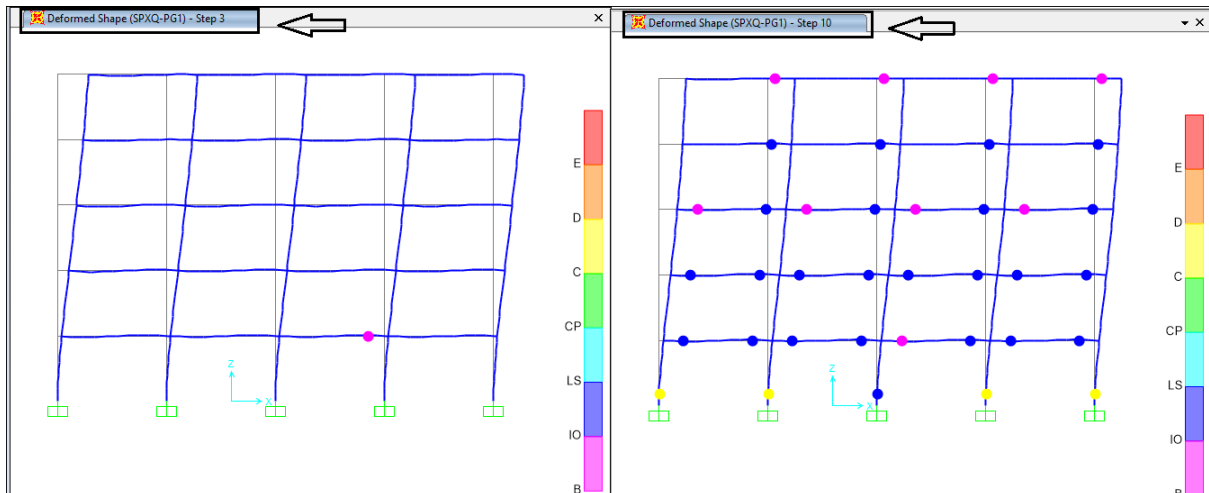 Deformed Shape (SPXQ-PG1) - Step 3
E
D
C
CP
LS
IO
B
Z
X
Deformed Shape (SPXQ-PG1) - Step 10
E
D
C
CP
LS
IO
B
Z
X